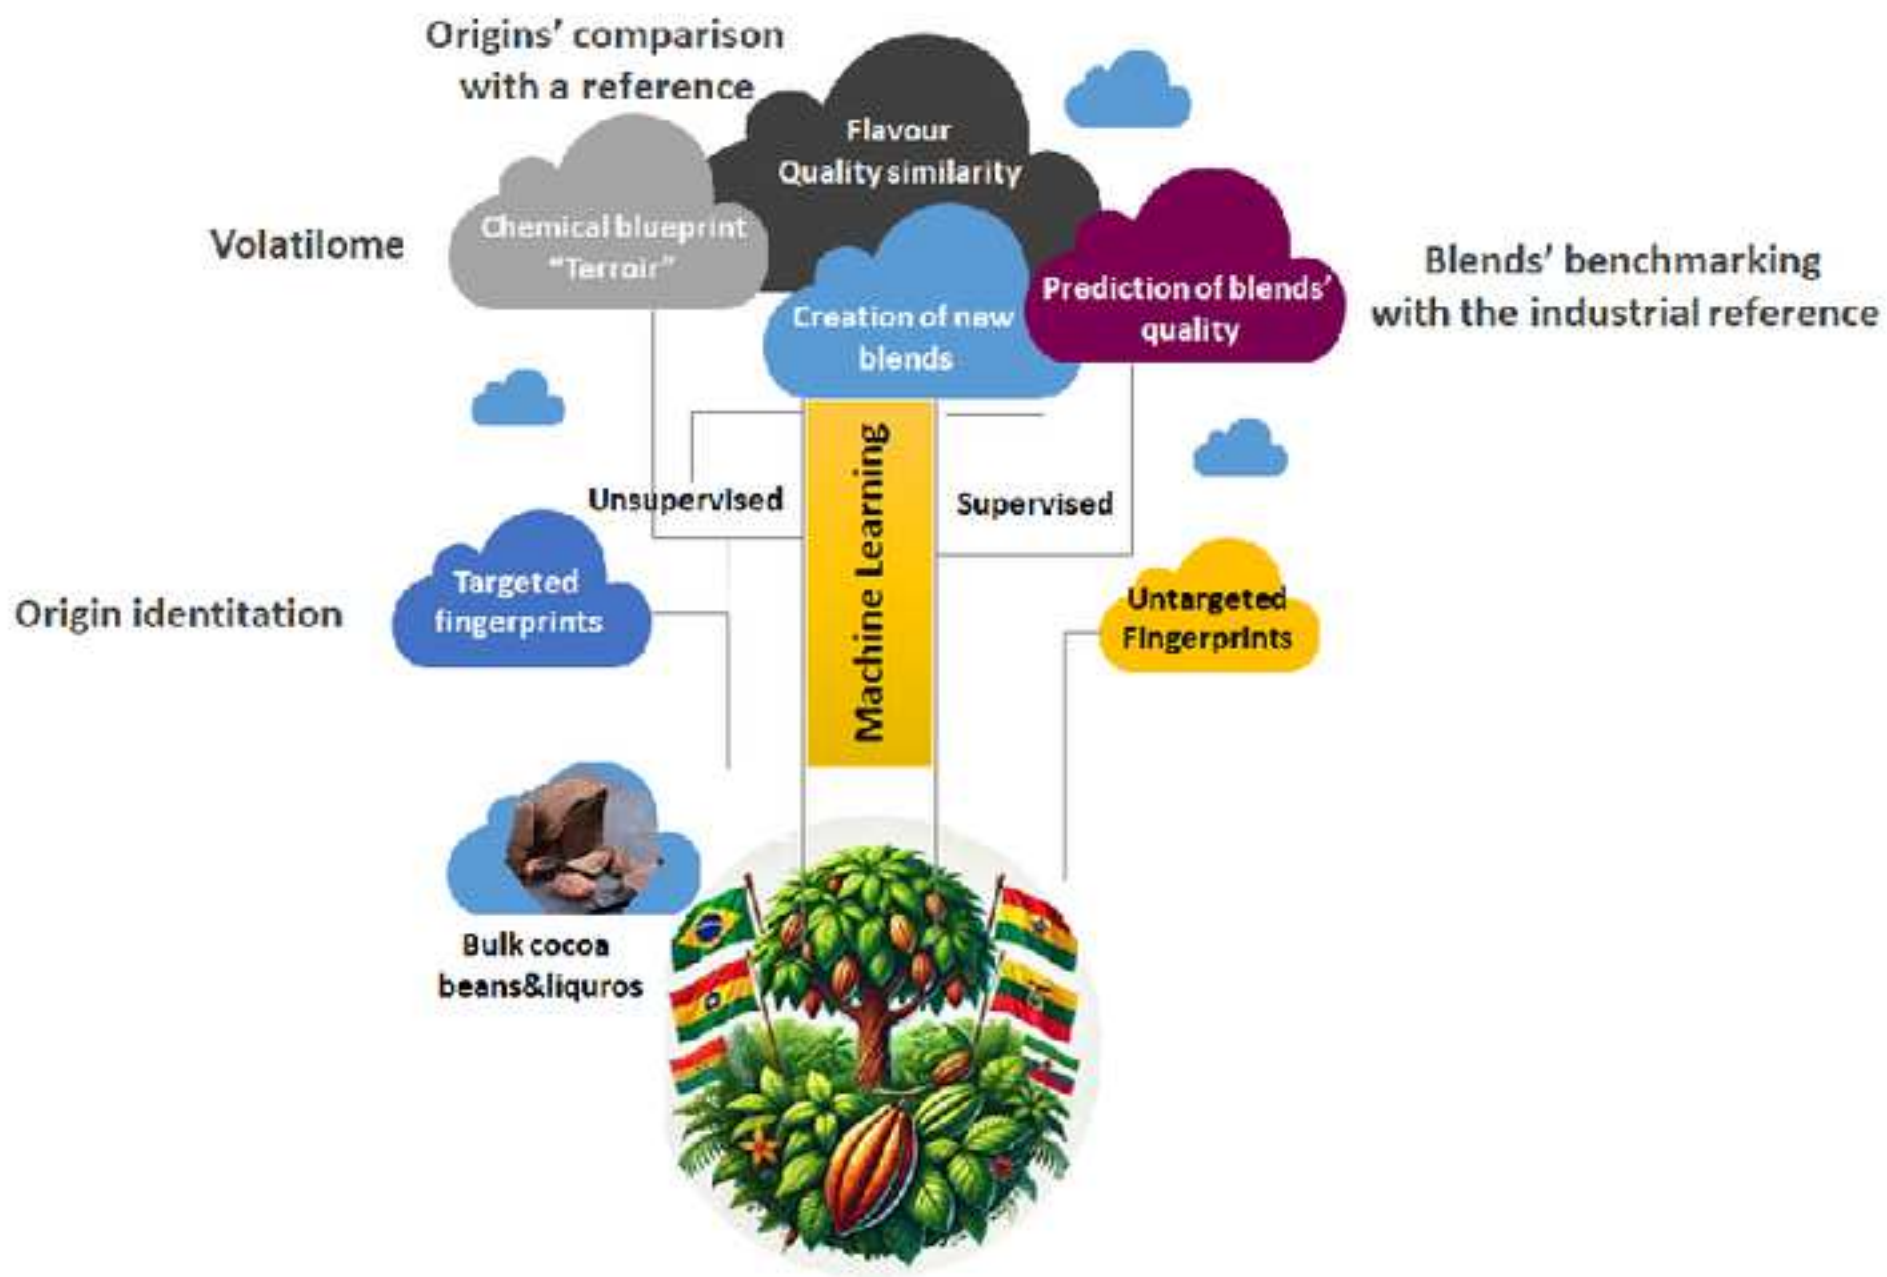 Origins' comparison
with a reference
Flavour
Quality similarity
Chemical blueprint
"Terroir"
Volatilome
Creation of new
blends
Prediction of blends'
quality
Blends' benchmarking
with the industrial reference
Unsupervised
Supervised
Machine Learning
Targeted
fingerprints
Origin identitation
Untargeted
Fingerprints
Bulk cocoa
beans&liquros